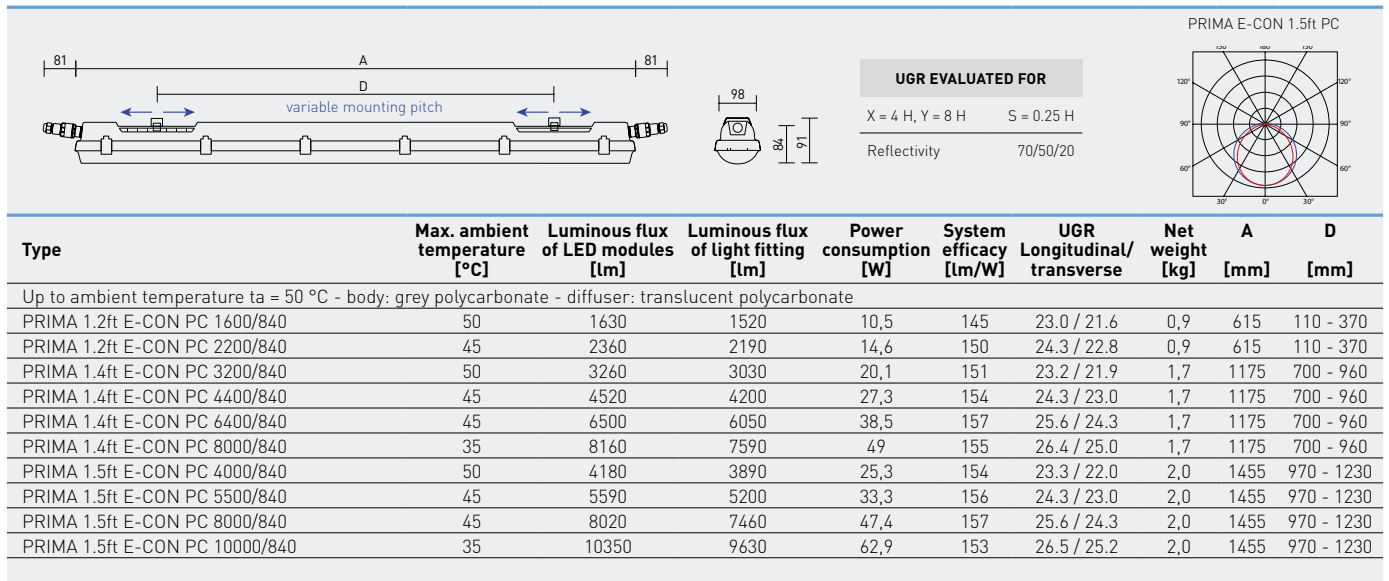 PRIMA E-CON 1.5ft PC
81 A 81
D
variable mounting pitch
98
84
91
UGR EVALUATED FOR
X = 4 H, Y = 8 H S = 0.25 H
Reflectivity 70/50/20
150 180 150
120° 120°
90° 90°
60° 60°
30° 0° 30°
Type Max. ambient temperature [°C] Luminous flux of LED modules [lm] Luminous flux of light fitting [lm] Power consumption [W] System efficacy [lm/W] UGR Longitudinal/ transverse Net weight [kg] A [mm] D [mm]
Up to ambient temperature ta = 50 °C - body: grey polycarbonate - diffuser: translucent polycarbonate
PRIMA 1.2ft E-CON PC 1600/840 50 1630 1520 10,5 145 23.0 / 21.6 0,9 615 110 - 370
PRIMA 1.2ft E-CON PC 2200/840 45 2360 2190 14,6 150 24.3 / 22.8 0,9 615 110 - 370
PRIMA 1.4ft E-CON PC 3200/840 50 3260 3030 20,1 151 23.2 / 21.9 1,7 1175 700 - 960
PRIMA 1.4ft E-CON PC 4400/840 45 4520 4200 27,3 154 24.3 / 23.0 1,7 1175 700 - 960
PRIMA 1.4ft E-CON PC 6400/840 45 6500 6050 38,5 157 25.6 / 24.3 1,7 1175 700 - 960
PRIMA 1.4ft E-CON PC 8000/840 35 8160 7590 49 155 26.4 / 25.0 1,7 1175 700 - 960
PRIMA 1.5ft E-CON PC 4000/840 50 4180 3890 25,3 154 23.3 / 22.0 2,0 1455 970 - 1230
PRIMA 1.5ft E-CON PC 5500/840 45 5590 5200 33,3 156 24.3 / 23.0 2,0 1455 970 - 1230
PRIMA 1.5ft E-CON PC 8000/840 45 8020 7460 47,4 157 25.6 / 24.3 2,0 1455 970 - 1230
PRIMA 1.5ft E-CON PC 10000/840 35 10350 9630 62,9 153 26.5 / 25.2 2,0 1455 970 - 1230